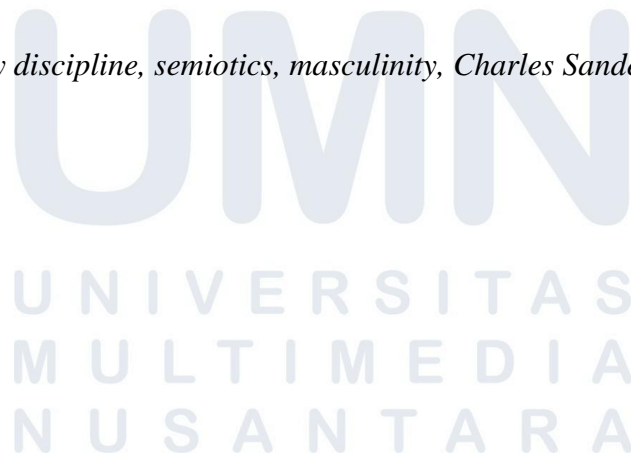 discipline, semiotics, masculinity, Charles
UMN
UNIVERSITAS
MULTIMEDIA
NUSANTARA